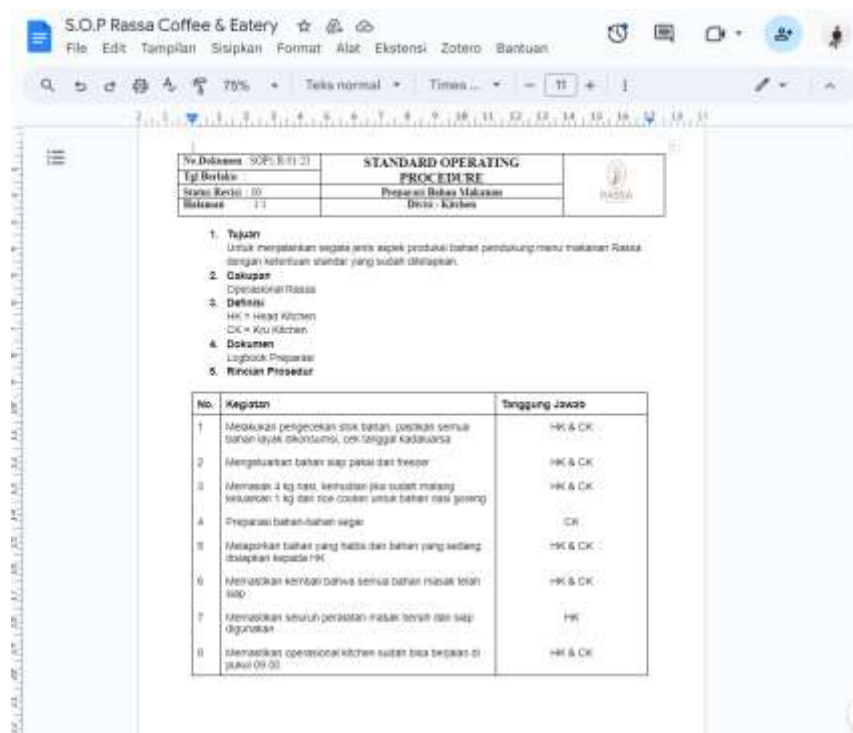 S.O.P Rassa Coffee & Eatery
File Edit Tampilan Sisipkan Format Alat Ekstensi Zotero Bantuan
75% Teks normal Times ... 11
No.Dokumen : SOP/
STANDARD OPERATING
Tgl Berlaku :
PROCEDURE
Status Revisi : 00
Preparasi Bahan Makanan
Halaman : 1/1
Divisi - Kitchen
RASSA
1. Tujuan
Untuk menjalankan segala jenis aspek produksi bahan pendukung menu makanan Rassa
dengan ketentuan standar yang sudah ditetapkan.
2. Cakupan
Operasional Rassa
3. Definisi
HK = Head Kitchen
CK = Kru Kitchen
4. Dokumen
Logbook Preparasi
5. Rincian Prosedur
No. Kegiatan Tanggung Jawab
1 Melakukan pengecekan stok bahan, pastikan semua HK & CK
bahan layak dikonsumsi, cek tanggal kadaluarsa
2 Mengeluarkan bahan siap pakai dari freezer HK & CK
3 Memasak 4 kg nasi, kemudian jika sudah matang HK & CK
keluarkan 1 kg dari rice cooker untuk bahan nasi goreng
4 Preparasi bahan-bahan segar CK
5 Melaporkan bahan yang habis dan bahan yang sedang HK & CK
disiapkan kepada HK
6 Memastikan kembali bahwa semua bahan masak telah HK & CK
siap
7 Memastikan seluruh peralatan masak bersih dan siap HK
digunakan
8 Memastikan operasional kitchen sudah bisa berjalan di HK & CK
pukul 09.00